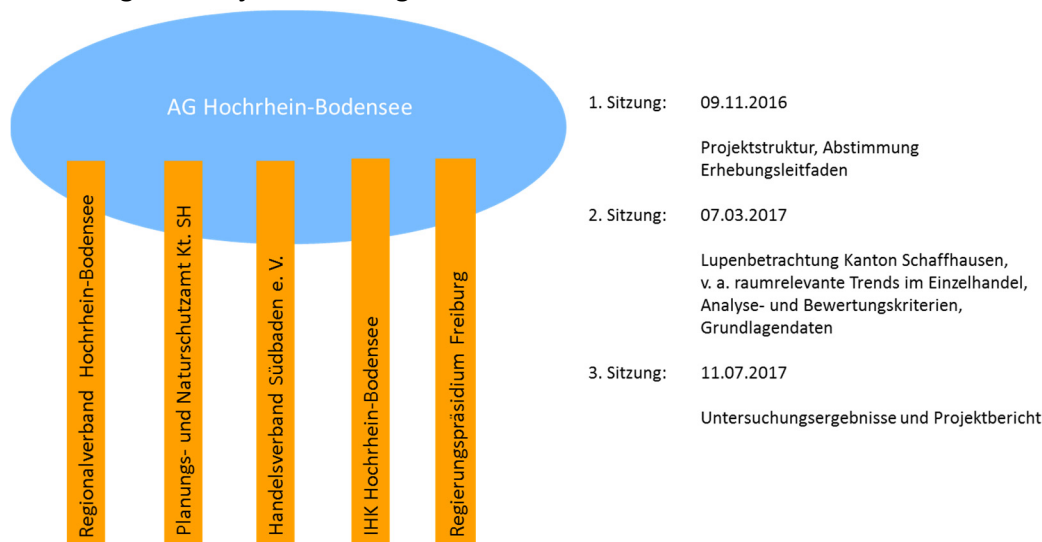 AG Hochrhein-Bodensee
Regionalverband Hochrhein-Bodensee
Planungs- und Naturschutzamt Kt. SH
Handelsverband Südbaden e. V.
IHK Hochrhein-Bodensee
Regierungspräsidium Freiburg
1. Sitzung: 09.11.2016
Projektstruktur, Abstimmung
Erhebungsleitfaden
2. Sitzung: 07.03.2017
Lupenbetrachtung Kanton Schaffhausen,
v. a. raumrelevante Trends im Einzelhandel,
Analyse- und Bewertungskriterien,
Grundlagendaten
3. Sitzung: 11.07.2017
Untersuchungsergebnisse und Projektbericht